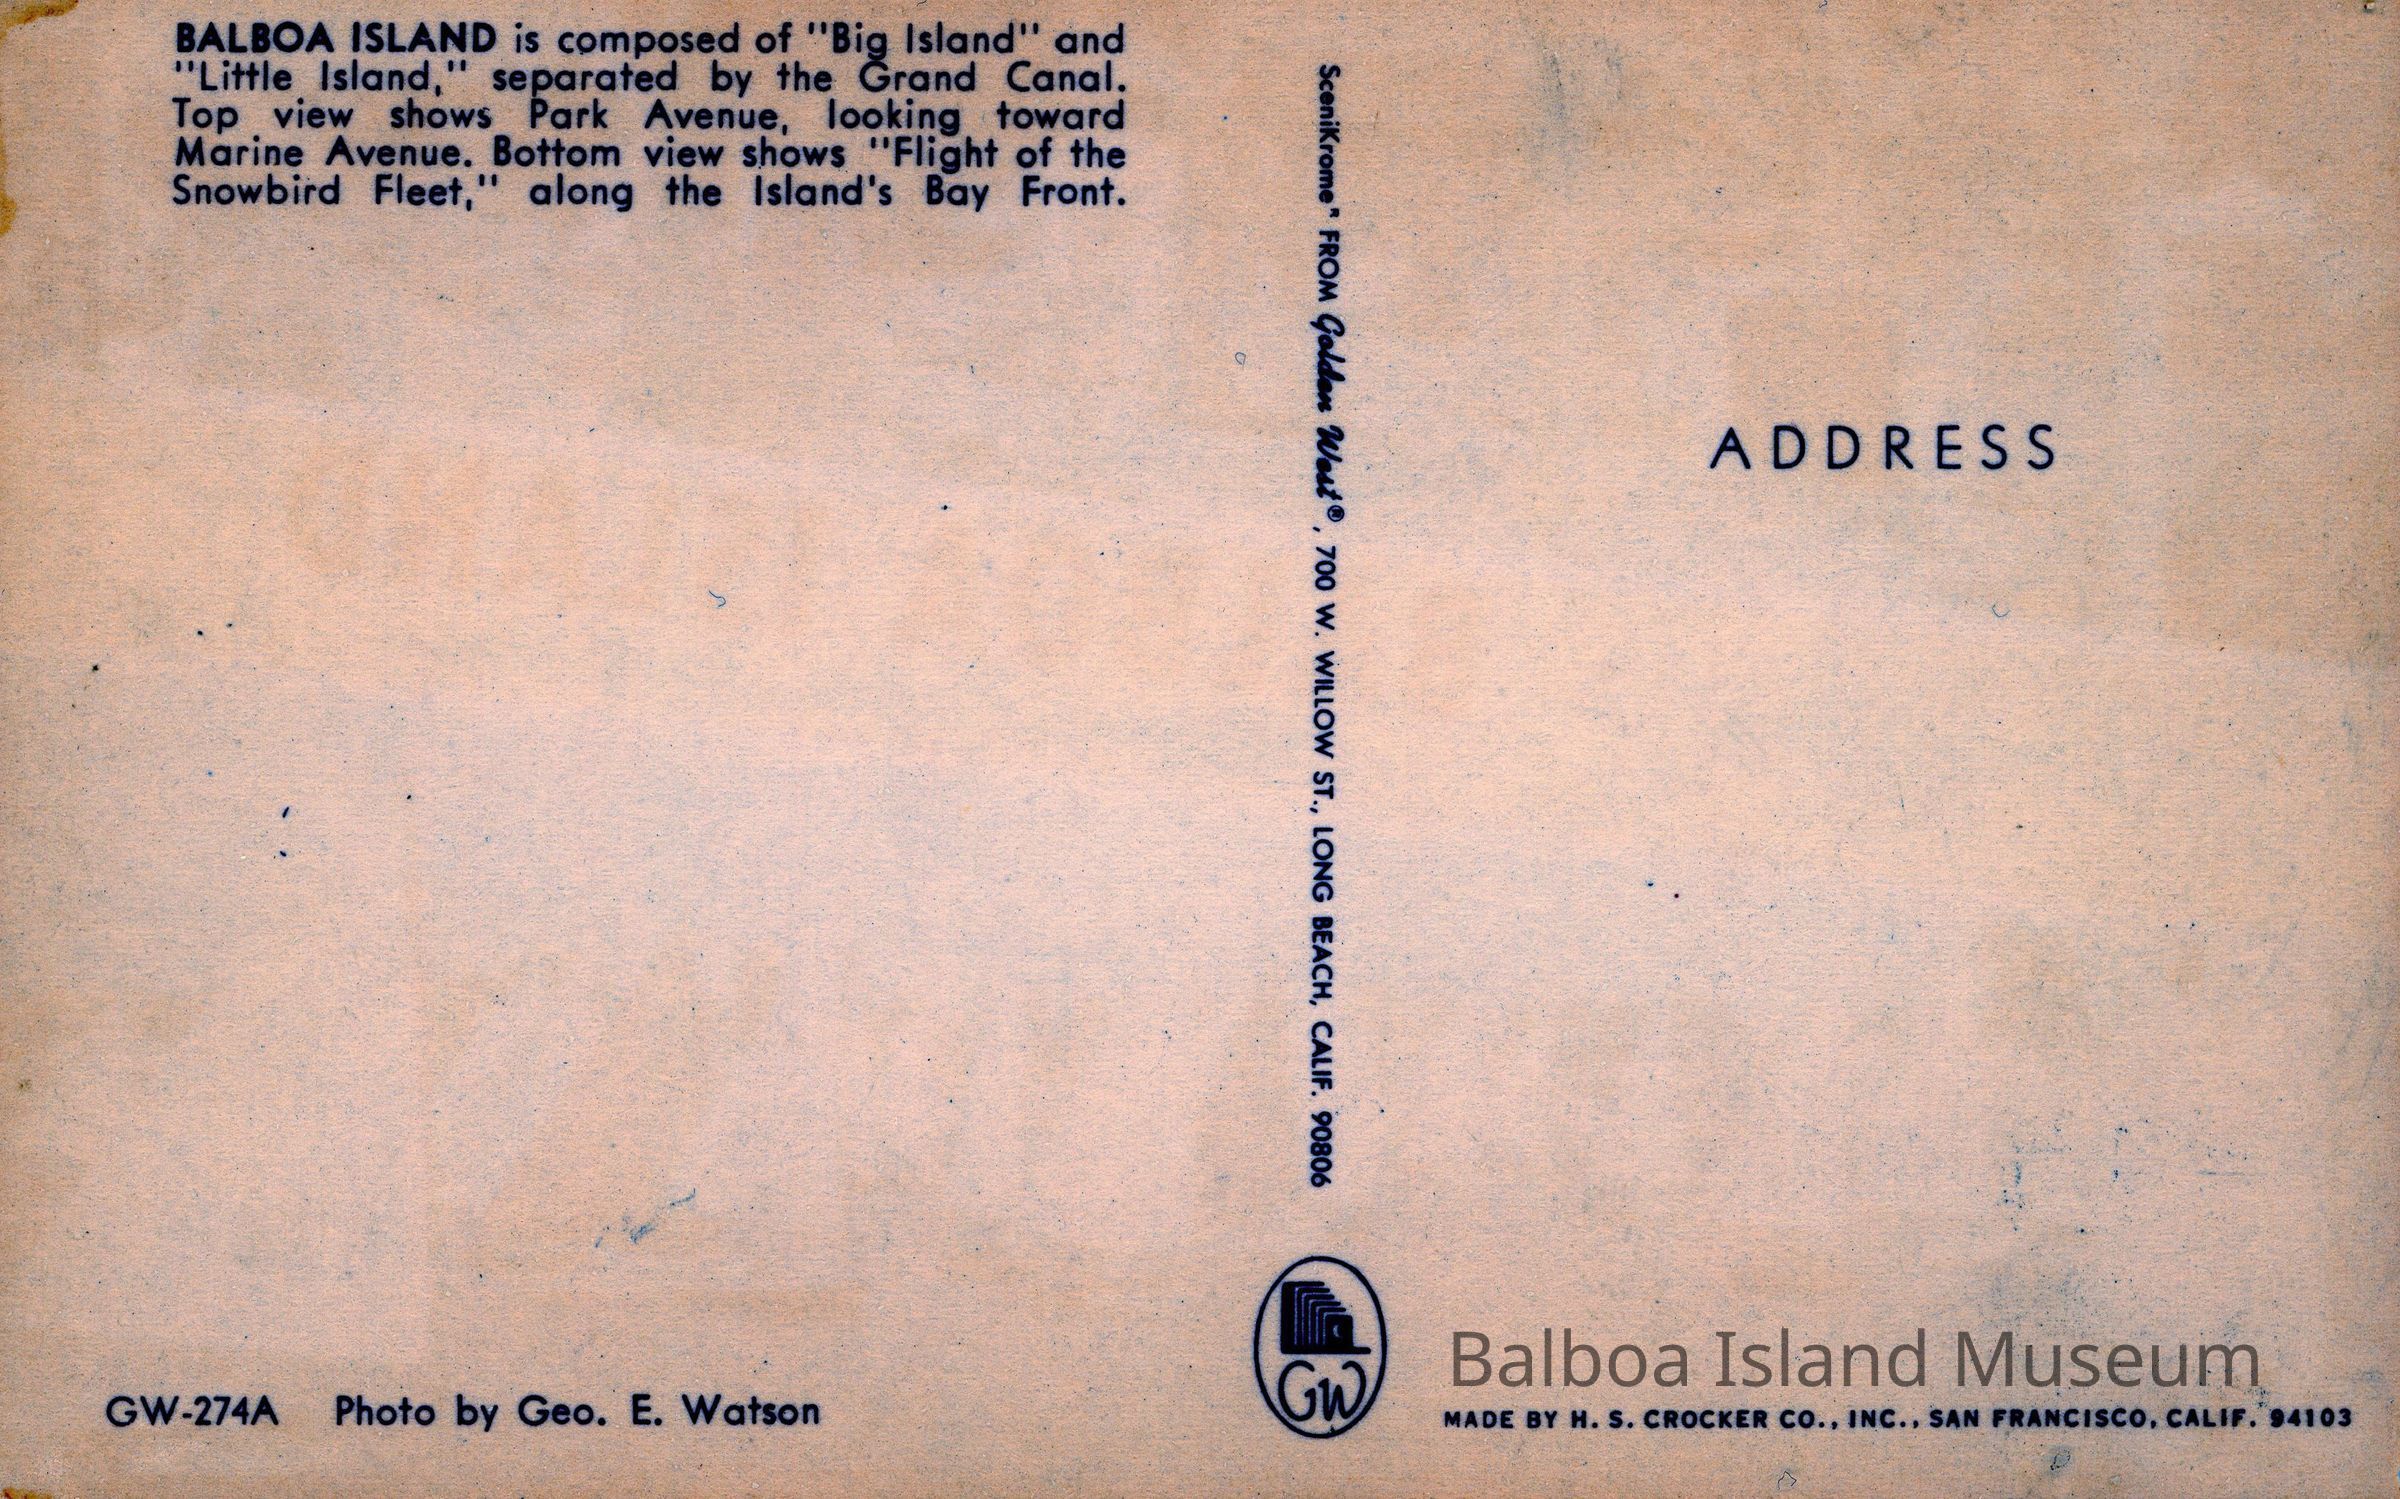 BALBOA ISLAND is composed of "Big Island" and
"Little Island," separated by the Grand Canal.
Top view shows Park Avenue, looking toward
Marine Avenue. Bottom view shows "Flight of the
Snowbird Fleet," along the Island's Bay Front.
SceniKrome" FROM Golden West®, 700 W. WILLOW ST., LONG BEACH, CALIF. 90806
ADDRESS
GW
Balboa Island Museum
GW-274A Photo by Geo. E. Watson
MADE BY H. S. CROCKER CO., INC., SAN FRANCISCO, CALIF. 94103